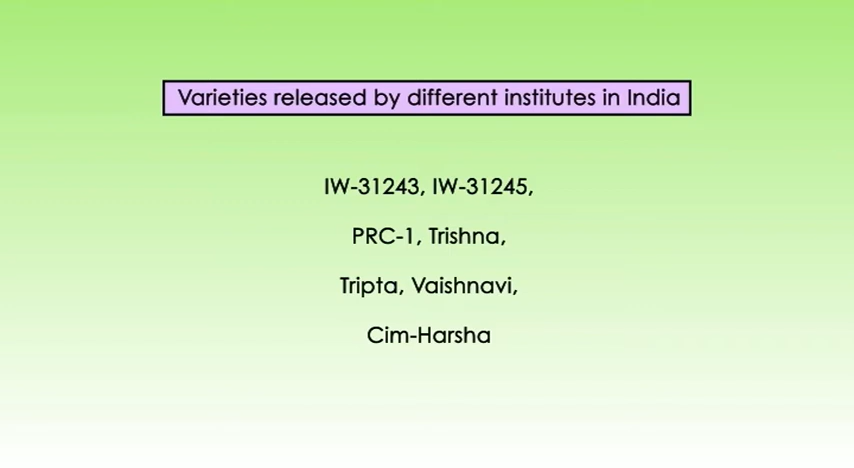 Varieties released by different institutes in India
IW-31243, IW-31245,
PRC-1, Trishna,
Tripta, Vaishnavi,
Cim-Harsha